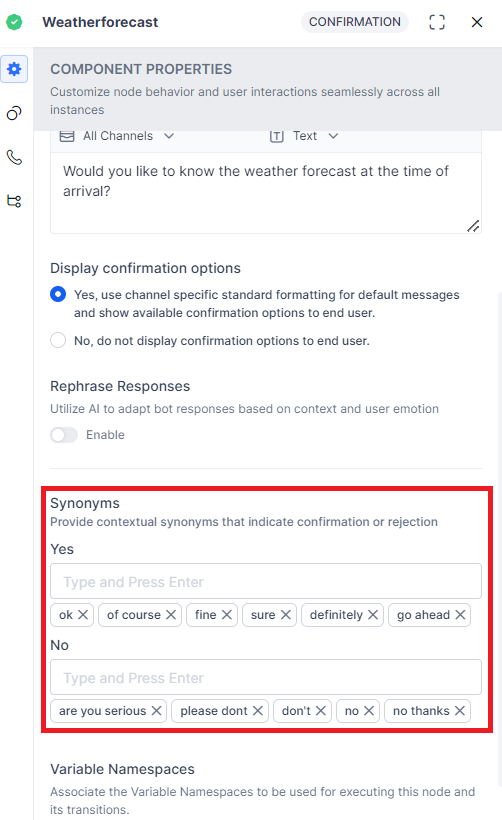 Weatherforecast CONFIRMATION
COMPONENT PROPERTIES
Customize node behavior and user interactions seamlessly across all
instances
All Channels Text
Would you like to know the weather forecast at the time of
arrival?
Display confirmation options
Yes, use channel specific standard formatting for default messages
and show available confirmation options to end user.
No, do not display confirmation options to end user.
Rephrase Responses
Utilize AI to adapt bot responses based on context and user emotion
Enable
Synonyms
Provide contextual synonyms that indicate confirmation or rejection
Yes
Type and Press Enter
ok of course fine sure definitely go ahead
No
Type and Press Enter
are you serious please dont don't no no thanks
Variable Namespaces
Associate the Variable Namespaces to be used for executing this node and
its transitions.